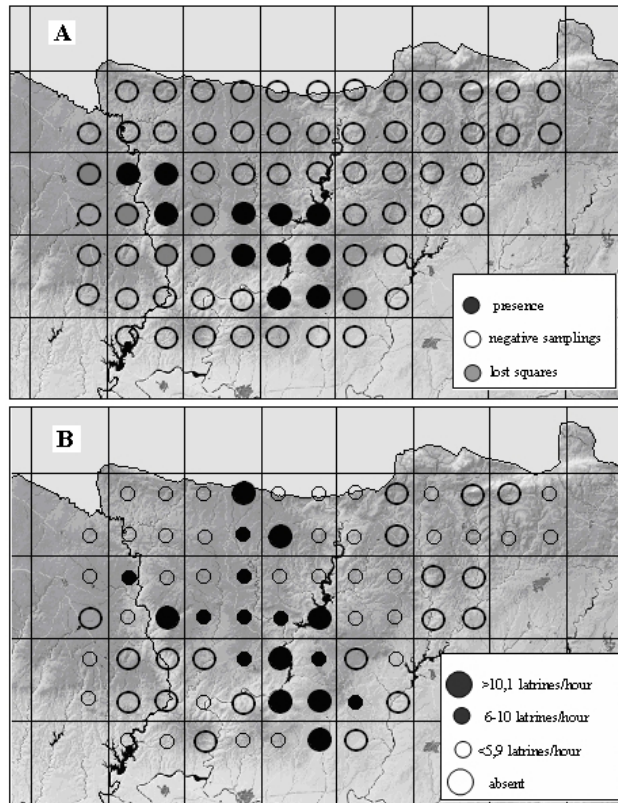 A
presence
negative samplings
lost squares
B
>10,1 latrines/hour
6-10 latrines/hour
<5,9 latrines/hour
absent